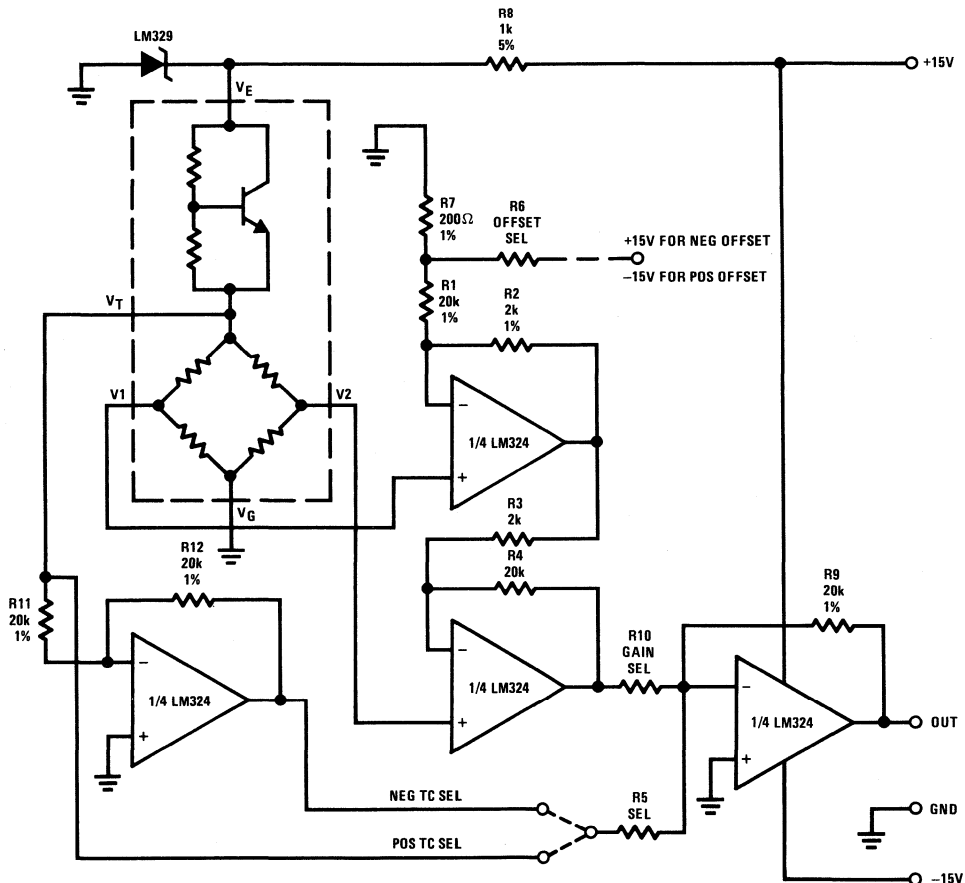 R8
1k
5%
LM329
+15V
VE
R7
200Ω
1%
R6
OFFSET
SEL
+15V FOR NEG OFFSET
–15V FOR POS OFFSET
R1
20k
1%
R2
2k
1%
VT
V1
V2
–
1/4 LM324
+
VG
R3
2k
R4
20k
R12
20k
1%
R11
20k
1%
–
1/4 LM324
+
–
1/4 LM324
+
R10
GAIN
SEL
R9
20k
1%
–
1/4 LM324
+
OUT
NEG TC SEL
R5
SEL
POS TC SEL
GND
–15V